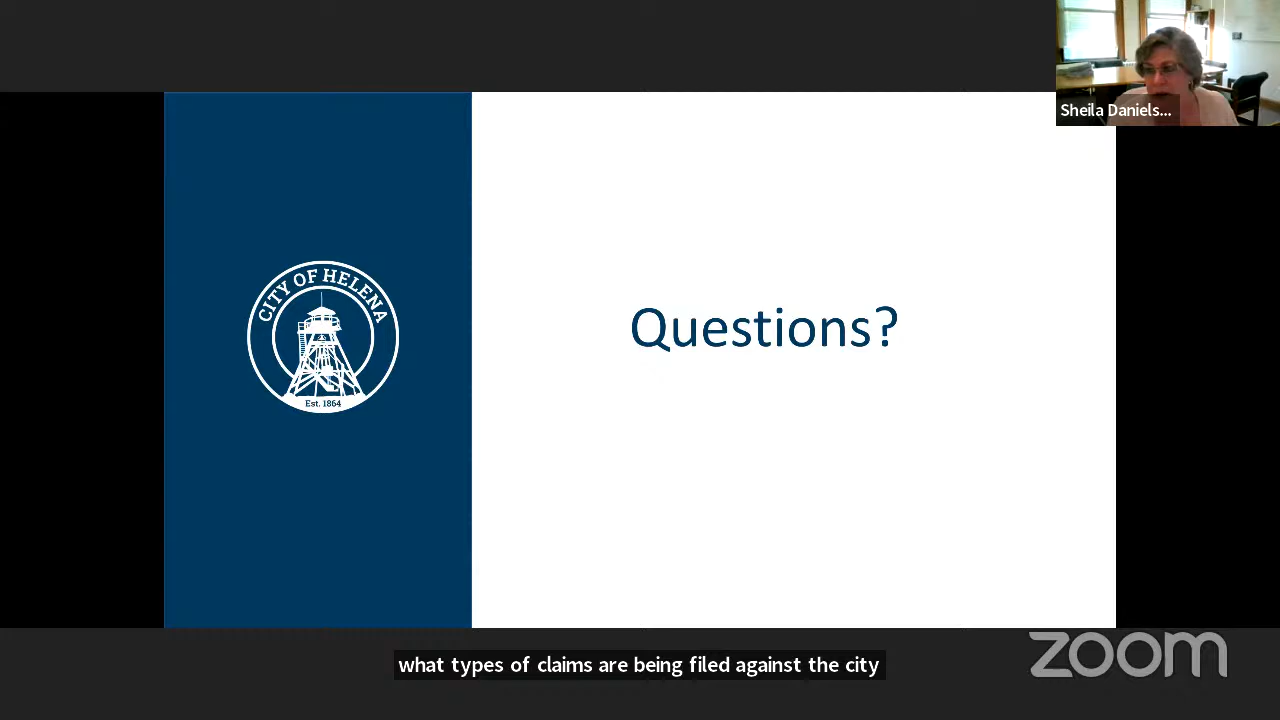 Sheila Daniels...
CITY OF HELENA
Est. 1864
Questions?
what types of claims are being filed against the city
zoom